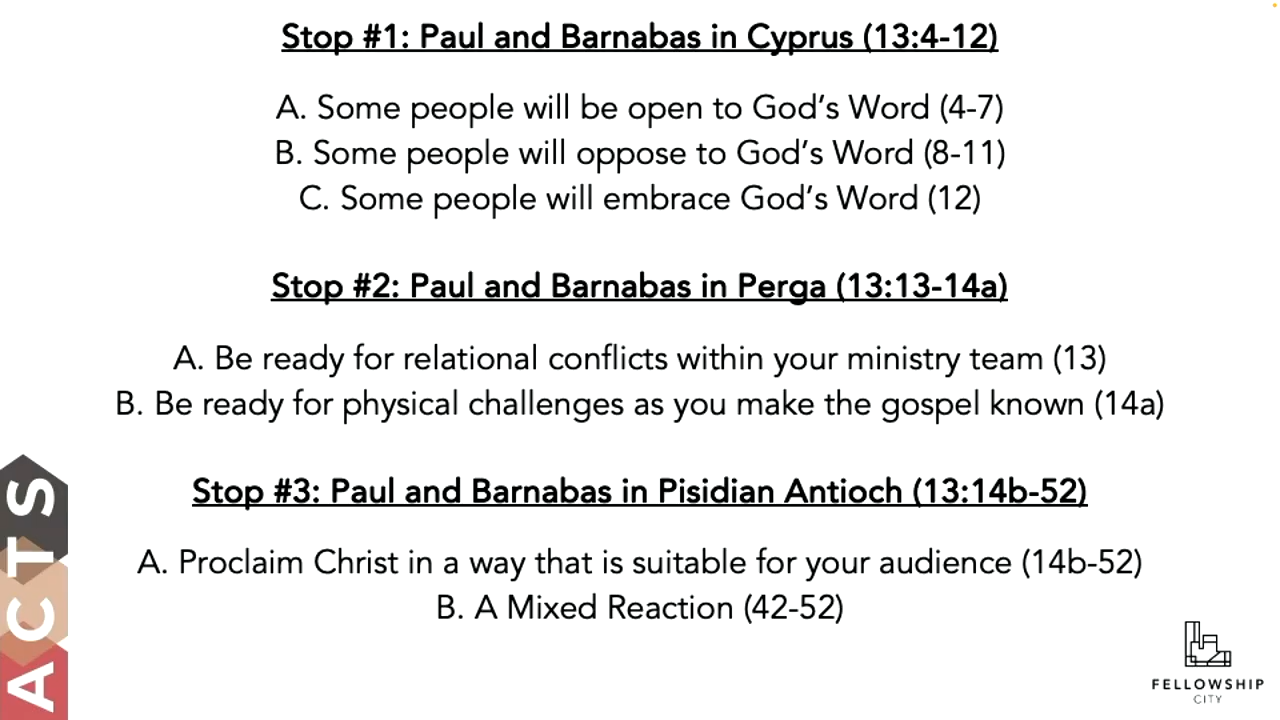 Stop #1: Paul and Barnabas in Cyprus (13:4-12)
A. Some people will be open to God’s Word (4-7)
B. Some people will oppose to God’s Word (8-11)
C. Some people will embrace God’s Word (12)
Stop #2: Paul and Barnabas in Perga (13:13-14a)
A. Be ready for relational conflicts within your ministry team (13)
B. Be ready for physical challenges as you make the gospel known (14a)
Stop #3: Paul and Barnabas in Pisidian Antioch (13:14b-52)
A. Proclaim Christ in a way that is suitable for your audience (14b-52)
B. A Mixed Reaction (42-52)
ACTS
FELLOWSHIP
CITY